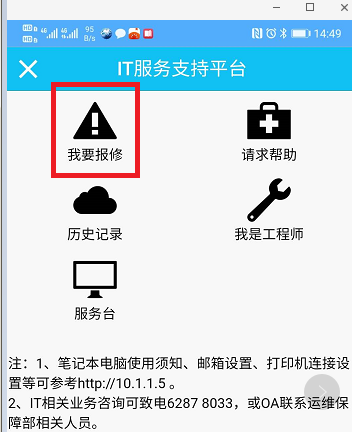 HD 4G 4G 95 B/s 14:49
IT服务支持平台
我要报修 请求帮助
历史记录 我是工程师
服务台
注：1、笔记本电脑使用须知、邮箱设置、打印机连接设
置等可参考http://10.1.1.5 。
2、IT相关业务咨询可致电6287 8033，或OA联系运维保
障部相关人员。